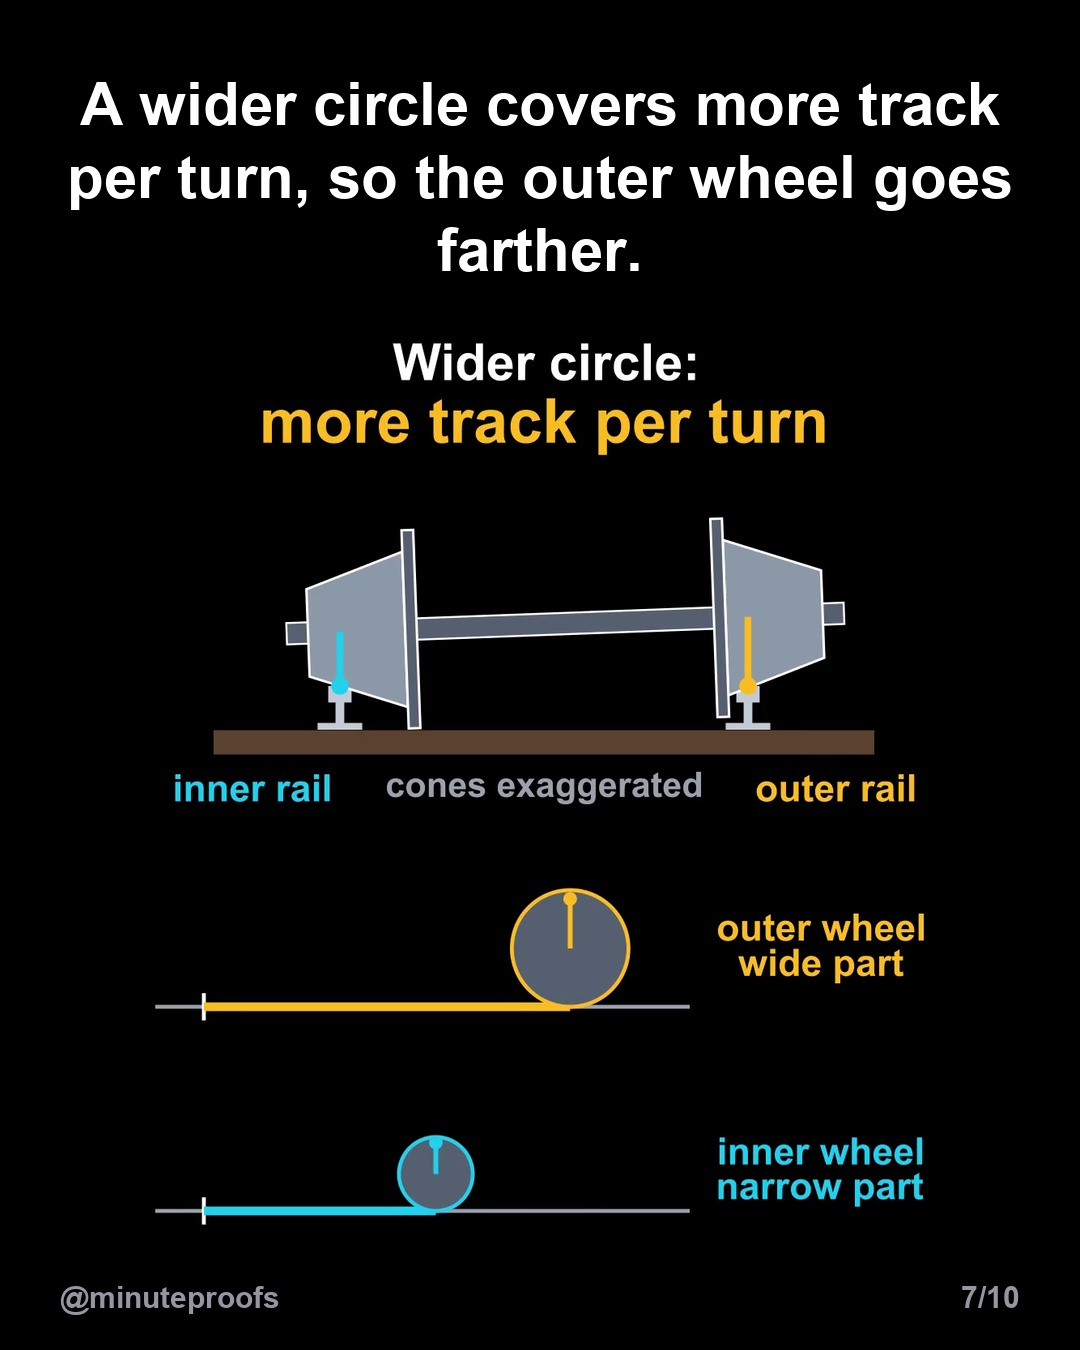 A wider circle covers more track
per turn, so the outer wheel goes
farther.
Wider circle:
more track per turn
inner rail
cones exaggerated
outer rail
outer wheel
wide part
inner wheel
narrow part
@minuteproofs
7/10